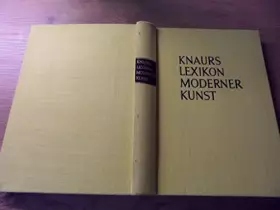 KNAURS
LEXIKON
MODERNER
KUNST
KNAURS
LEXIKON
MODERNER
KUNST